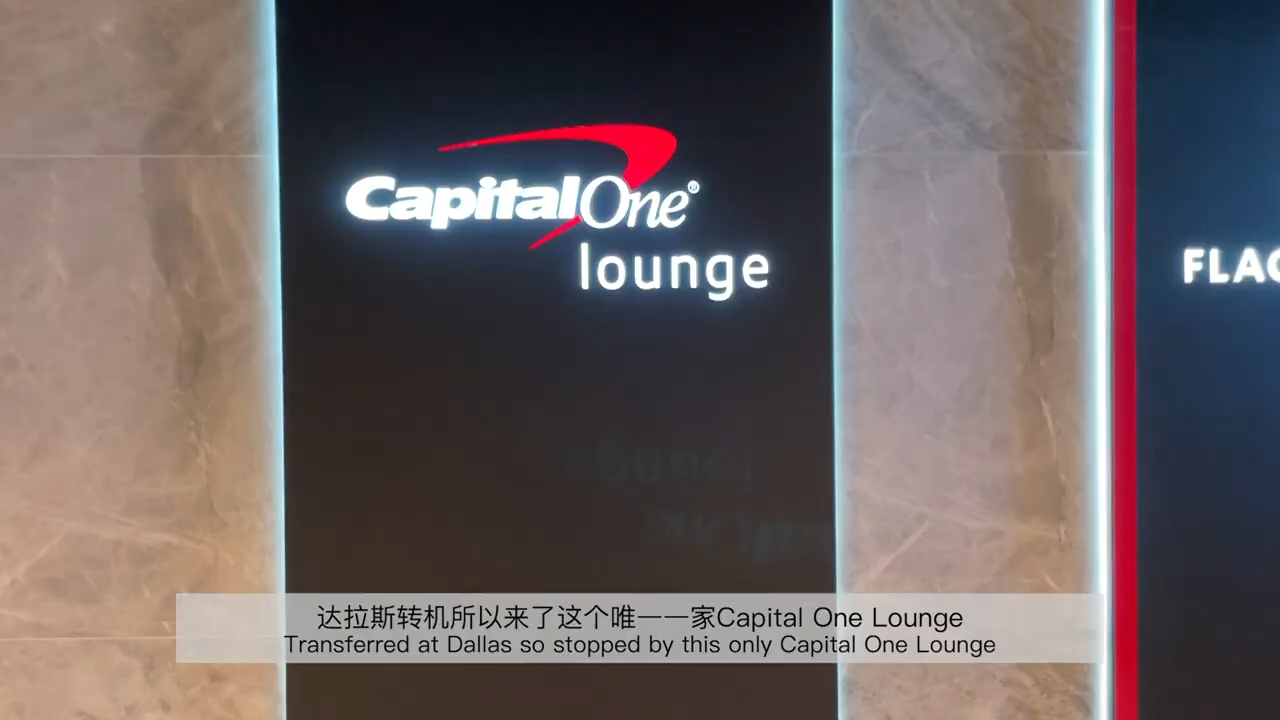 CapitalOne®
lounge
FLAG
达拉斯转机所以来了这个唯一一家Capital One Lounge
Transferred at Dallas so stopped by this only Capital One Lounge